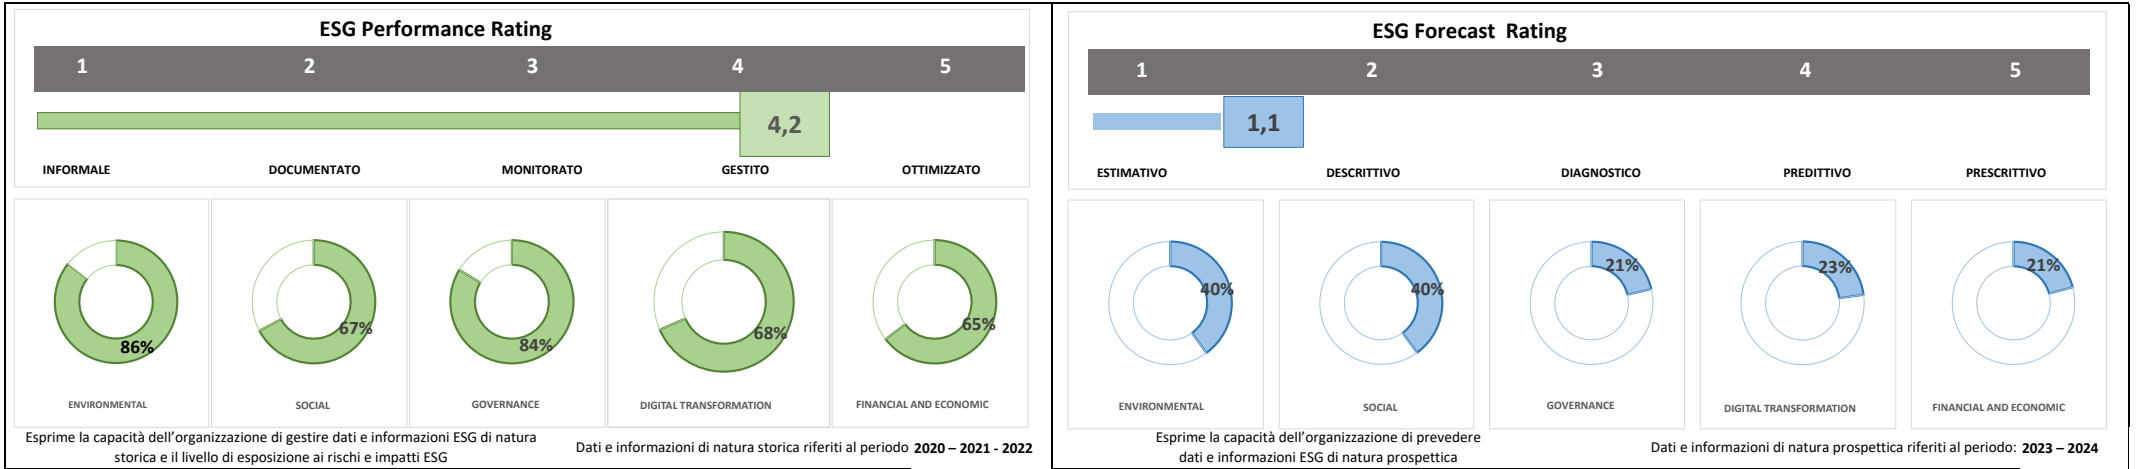 ESG Performance Rating
1 2 3 4 5
4,2
INFORMALE DOCUMENTATO MONITORATO GESTITO OTTIMIZZATO
86% 67% 84% 68% 65%
ENVIRONMENTAL SOCIAL GOVERNANCE DIGITAL TRANSFORMATION FINANCIAL AND ECONOMIC
Esprime la capacità dell'organizzazione di gestire dati e informazioni ESG di natura
storica e il livello di esposizione ai rischi e impatti ESG
Dati e informazioni di natura storica riferiti al periodo 2020 – 2021 - 2022
ESG Forecast Rating
1 2 3 4 5
1,1
ESTIMATIVO DESCRITTIVO DIAGNOSTICO PREDITTIVO PRESCRITTIVO
40% 40% 21% 23% 21%
ENVIRONMENTAL SOCIAL GOVERNANCE DIGITAL TRANSFORMATION FINANCIAL AND ECONOMIC
Esprime la capacità dell'organizzazione di prevedere
dati e informazioni ESG di natura prospettica
Dati e informazioni di natura prospettica riferiti al periodo: 2023 – 2024